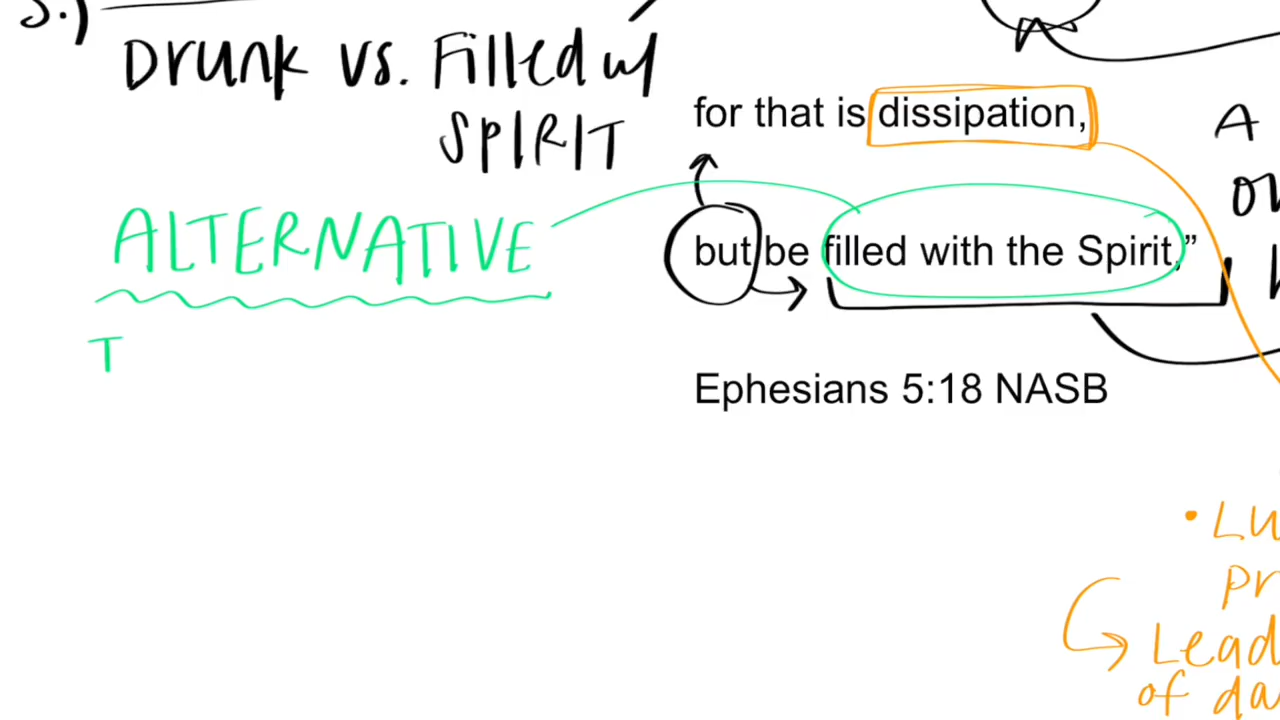 3.)
Drunk vs. Filled w/
SPIRIT
ALTERNATIVE
T
for that is dissipation,
but be filled with the Spirit,”
Ephesians 5:18 NASB
A
• LU
Pr
Lead
of da